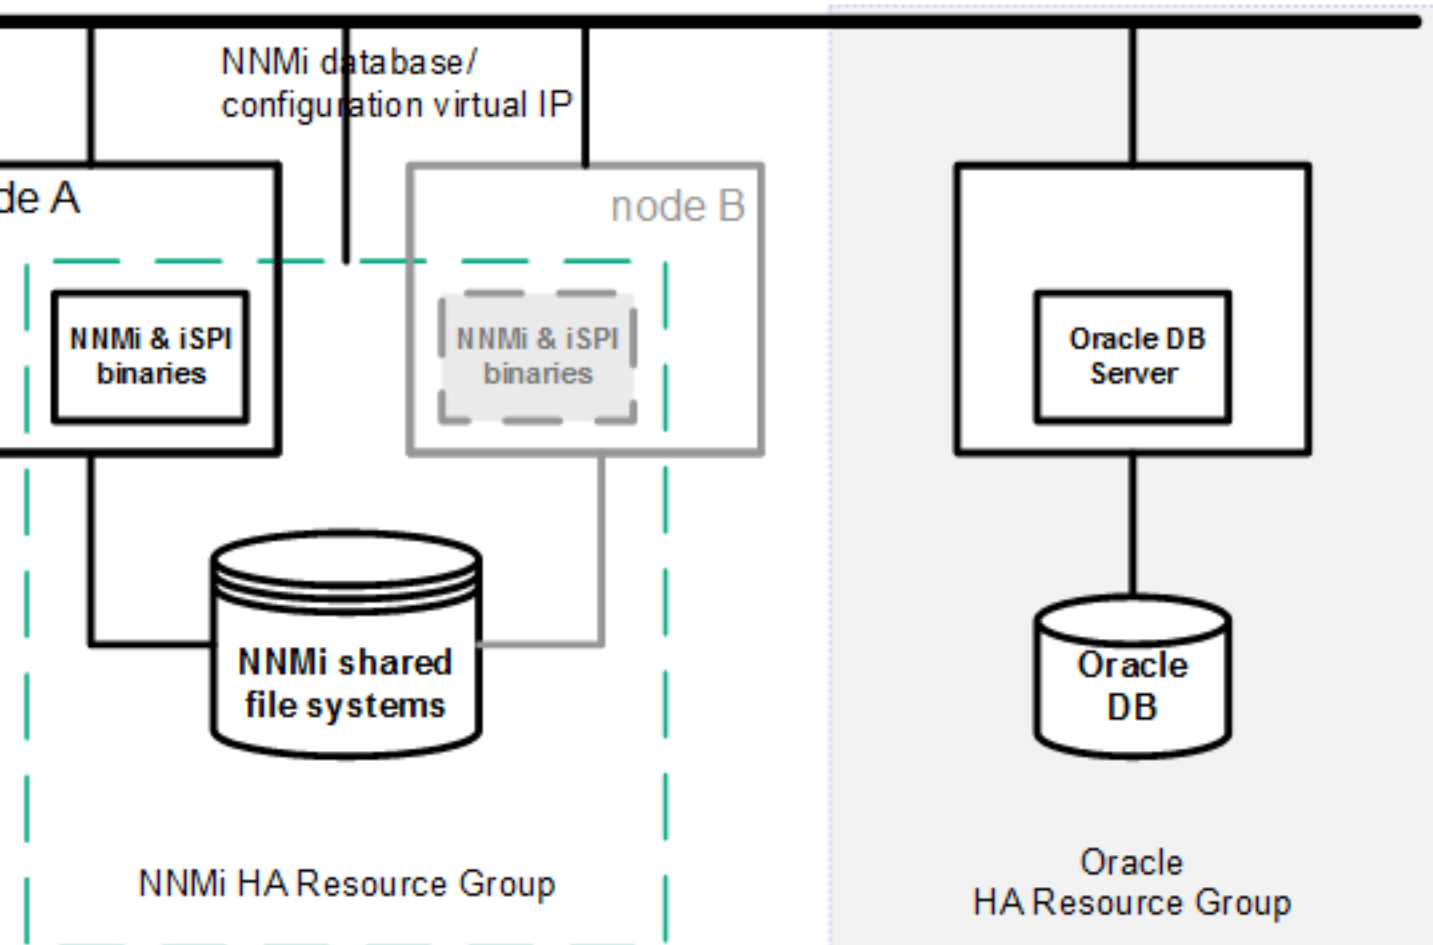 NNMi database/
configuration virtual IP
de A
node B
NNMi & iSPI
binaries
NNMi & iSPI
binaries
Oracle DB
Server
NNMi shared
file systems
Oracle
DB
NNMi HA Resource Group
Oracle
HA Resource Group